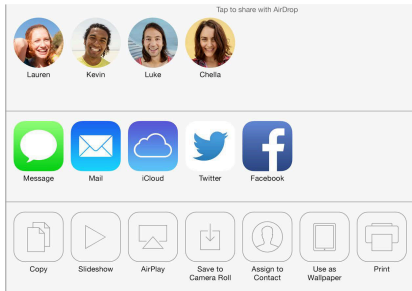 Tap to share with AirDrop
Lauren Kevin Luke Chella
Message Mail iCloud Twitter Facebook
Copy Slideshow AirPlay Save to Camera Roll Assign to Contact Use as Wallpaper Print